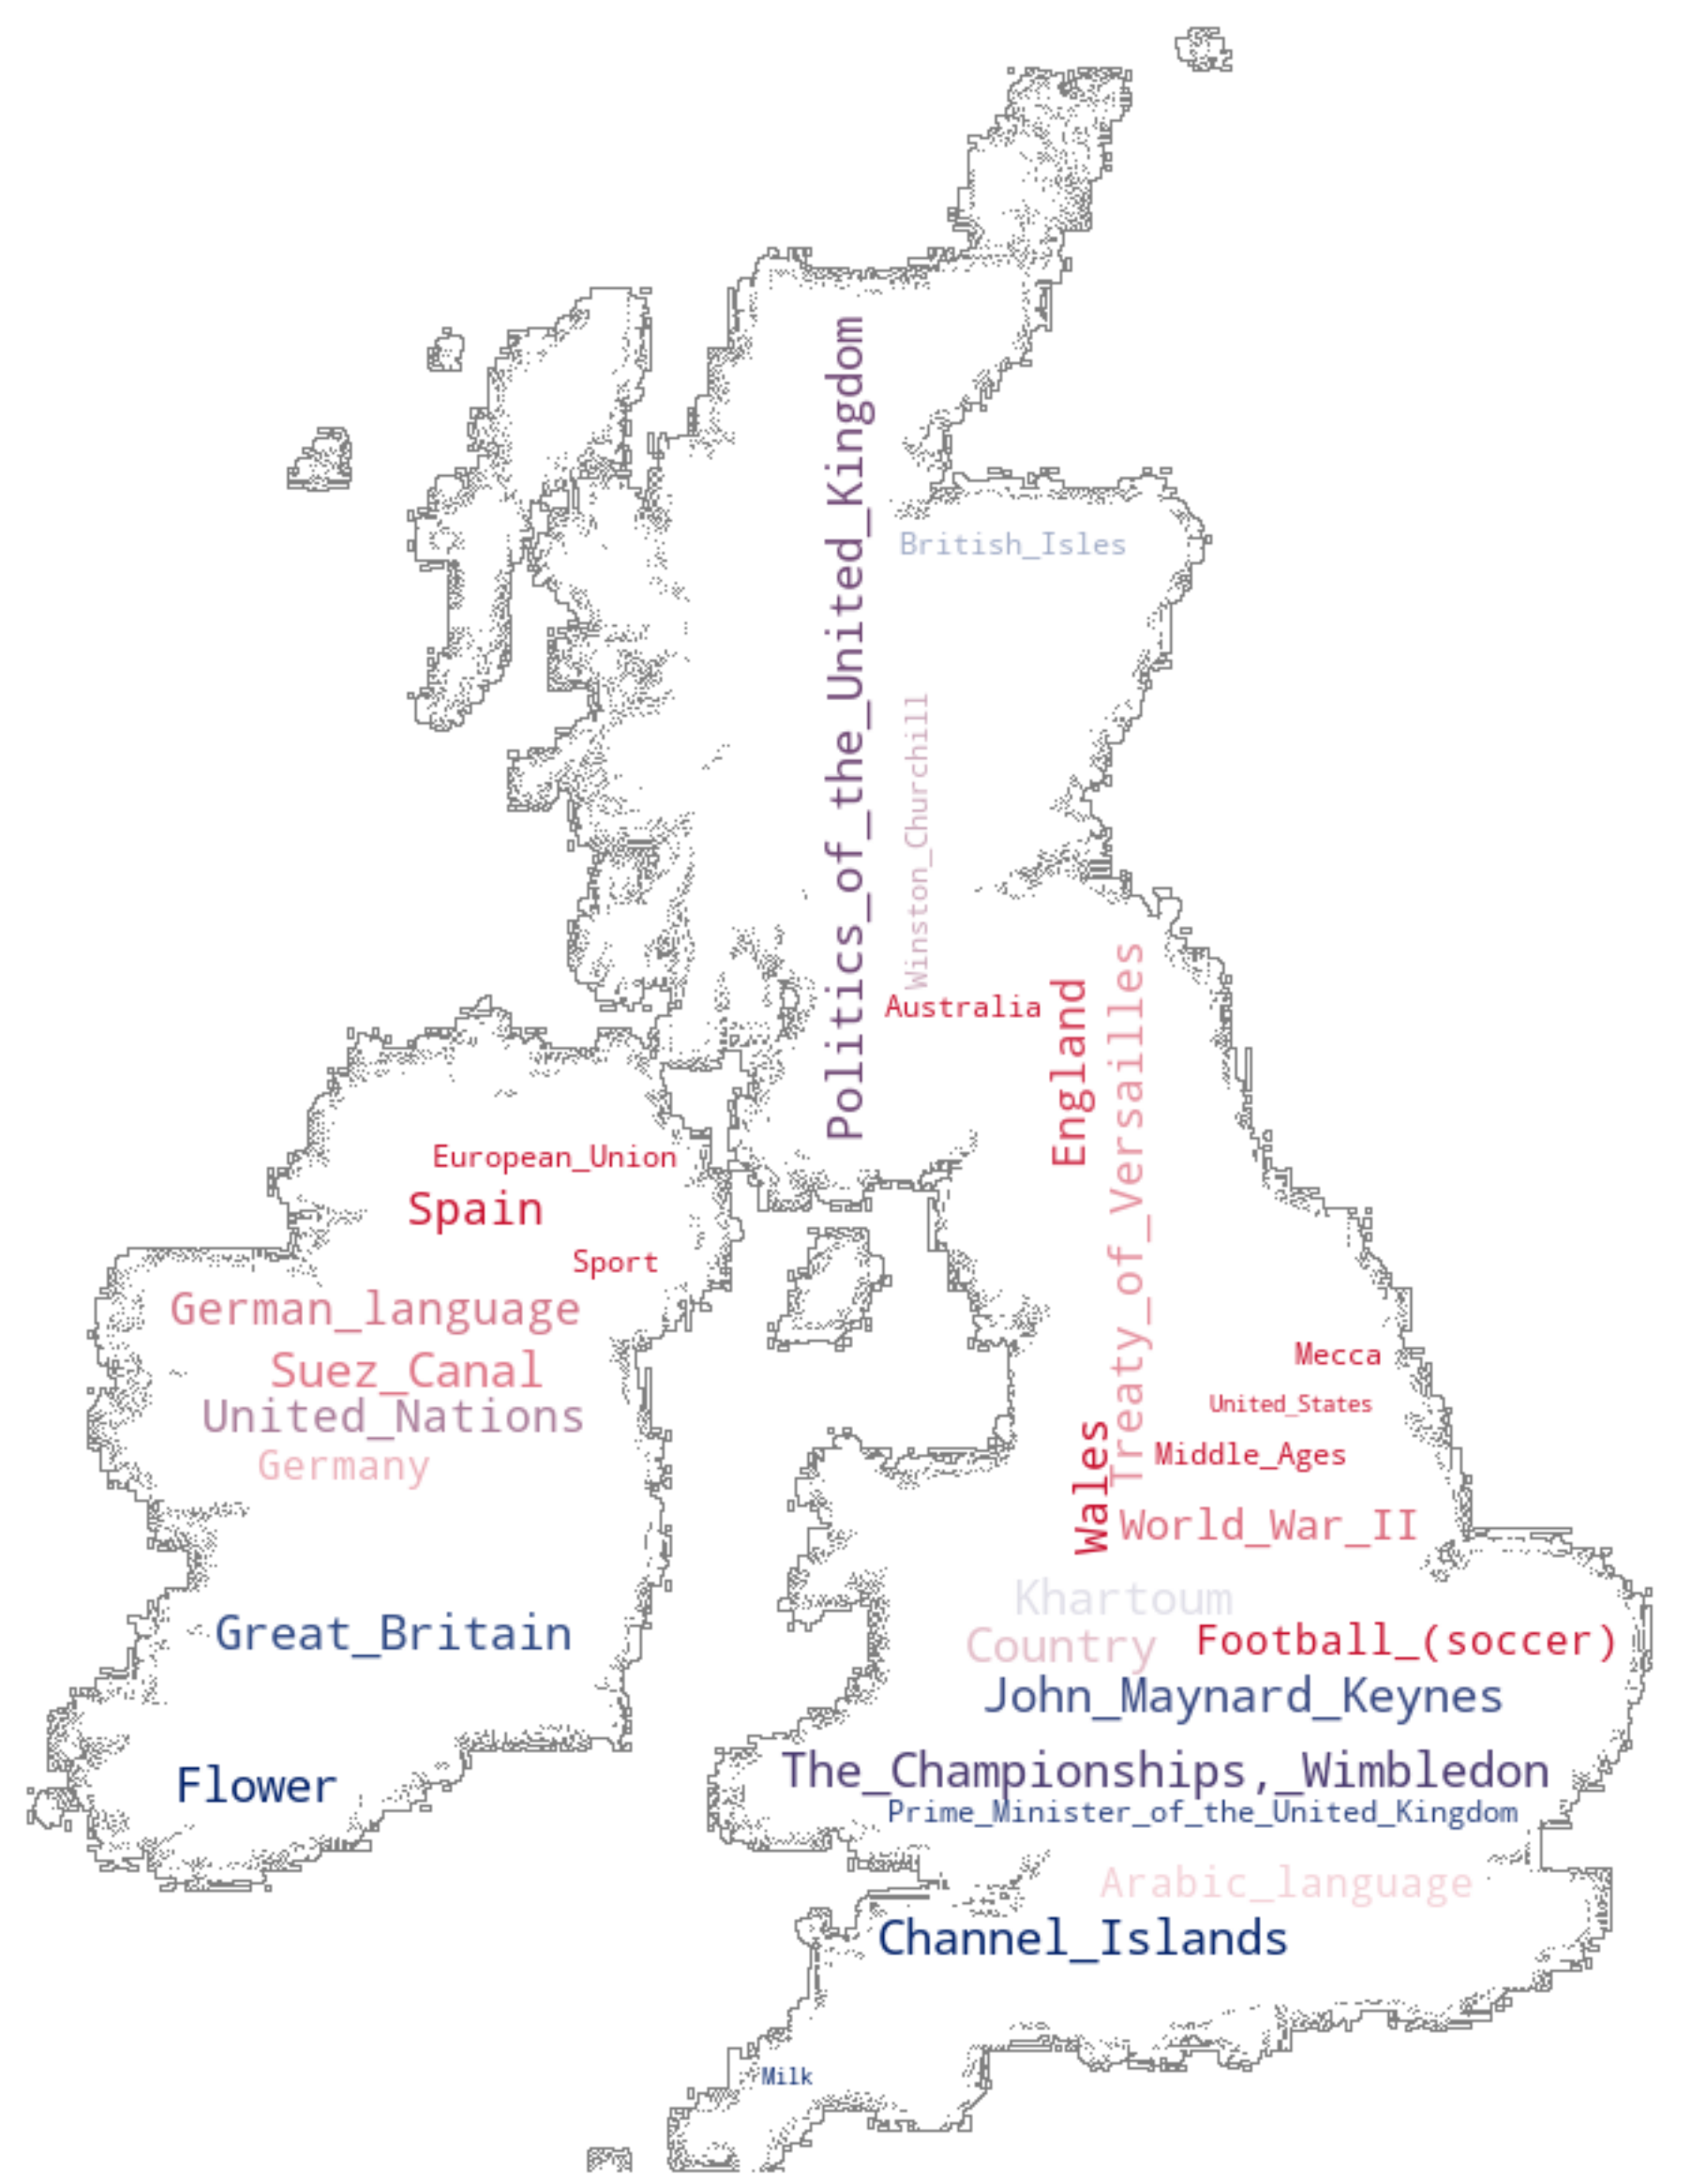 Politics_of_the_United_Kingdom
British_Isles
Winston_Churchill
Australia
England
Treaty_of_Versailles
European_Union
Spain
Sport
German_language
Suez_Canal
United_Nations
Germany
Mecca
United_States
Middle_Ages
Wales
World_War_II
Khartoum
Great_Britain
Country
Football_(soccer)
John_Maynard_Keynes
Flower
The_Championships,_Wimbledon
Prime_Minister_of_the_United_Kingdom
Arabic_language
Channel_Islands
Milk